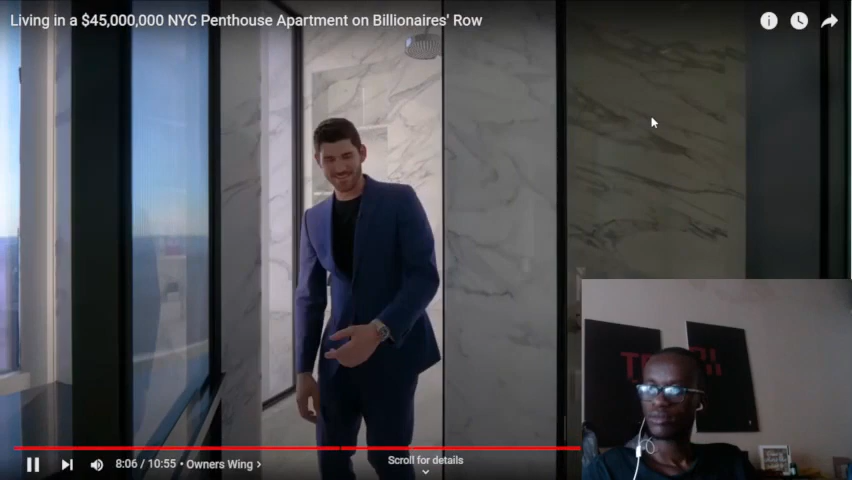 Living in a $45,000,000 NYC Penthouse Apartment on Billionaires' Row
8:06 / 10:55 • Owners Wing >
Scroll for details